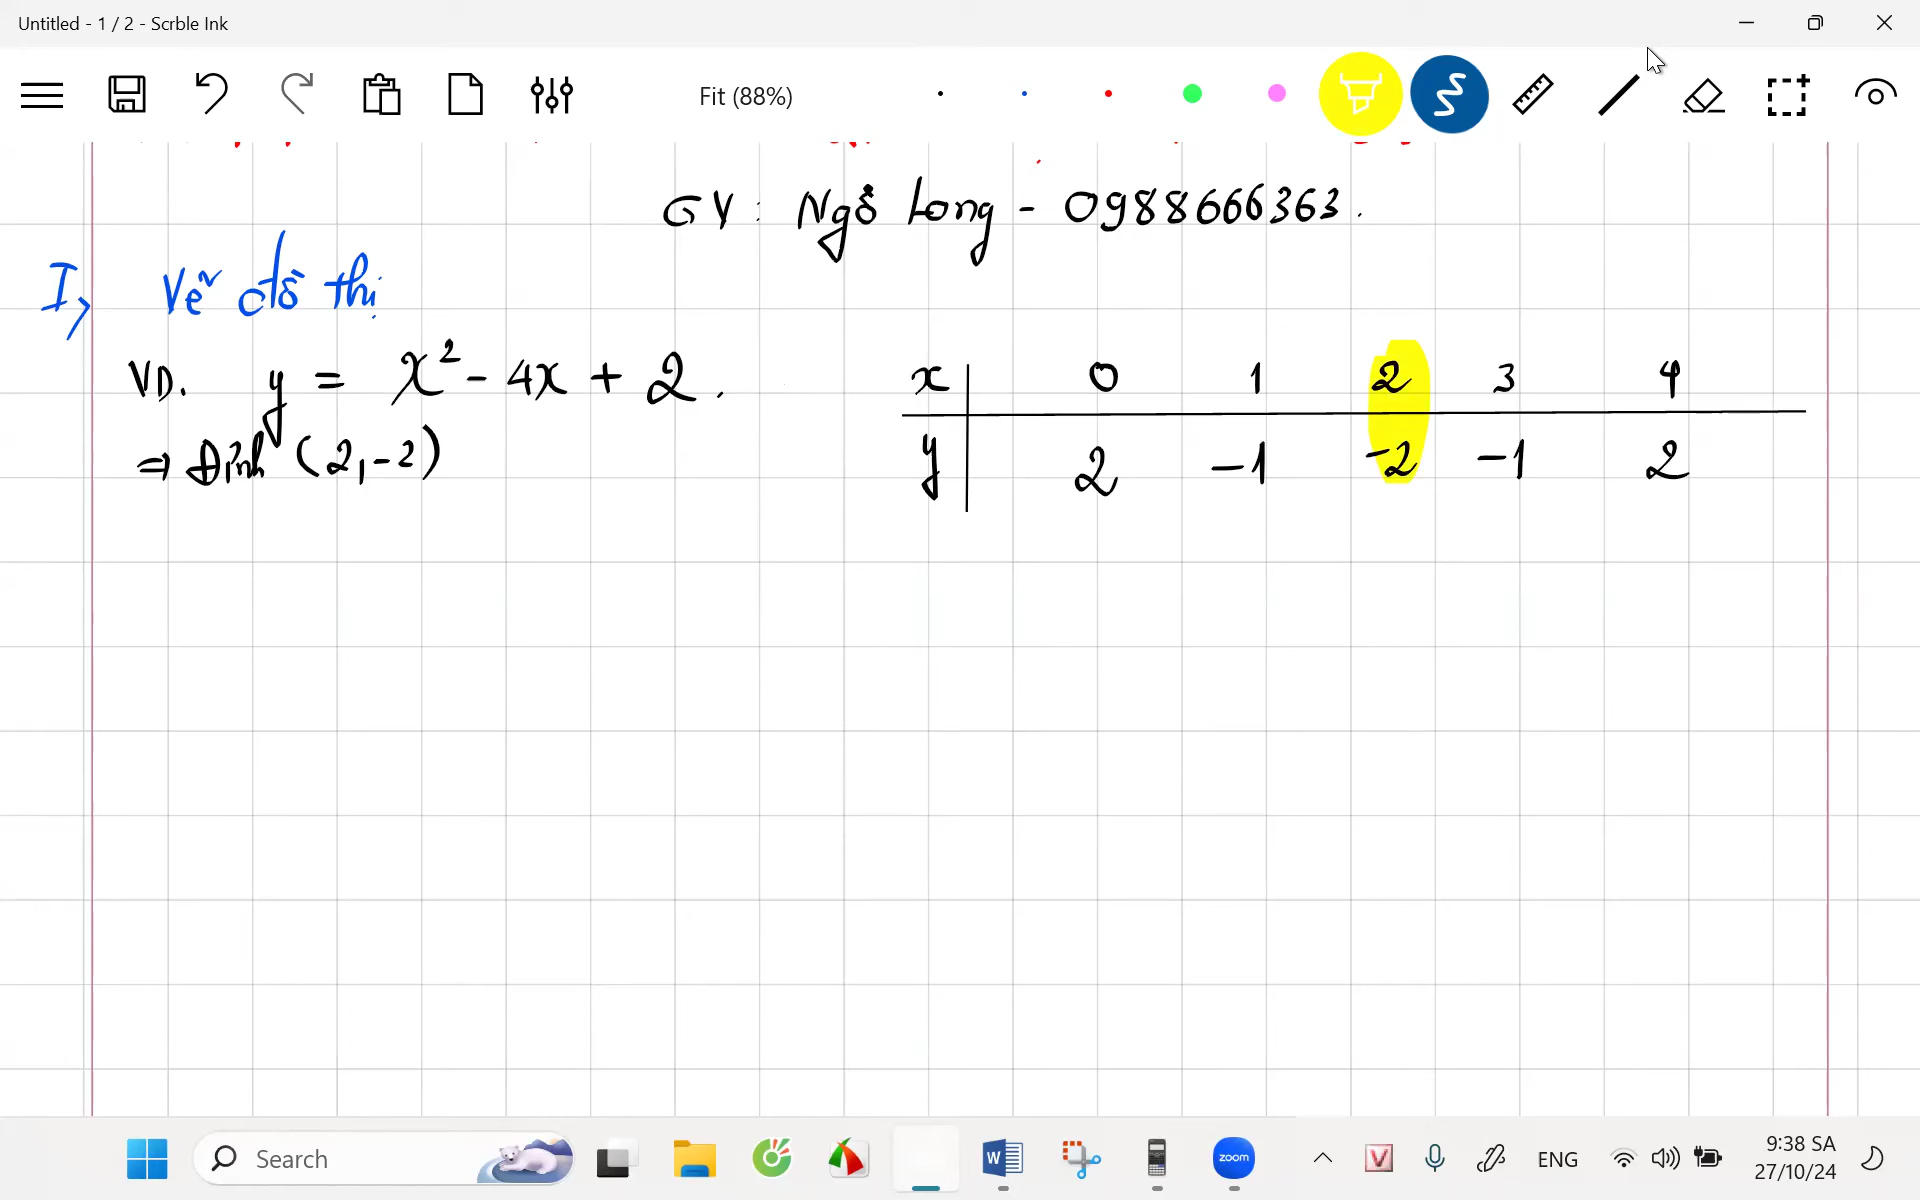 Untitled - 1 / 2 - Scrble Ink
Fit (88%)
GV: Ngô Long - 0988666363.
I, Vẽ đồ thị
VD. y = x² - 4x + 2.
x 0 1 2 3 4
⇒ Đỉnh (2,-2)
y 2 -1 -2 -1 2
Search
zoom
ENG
9:38 SA
27/10/24